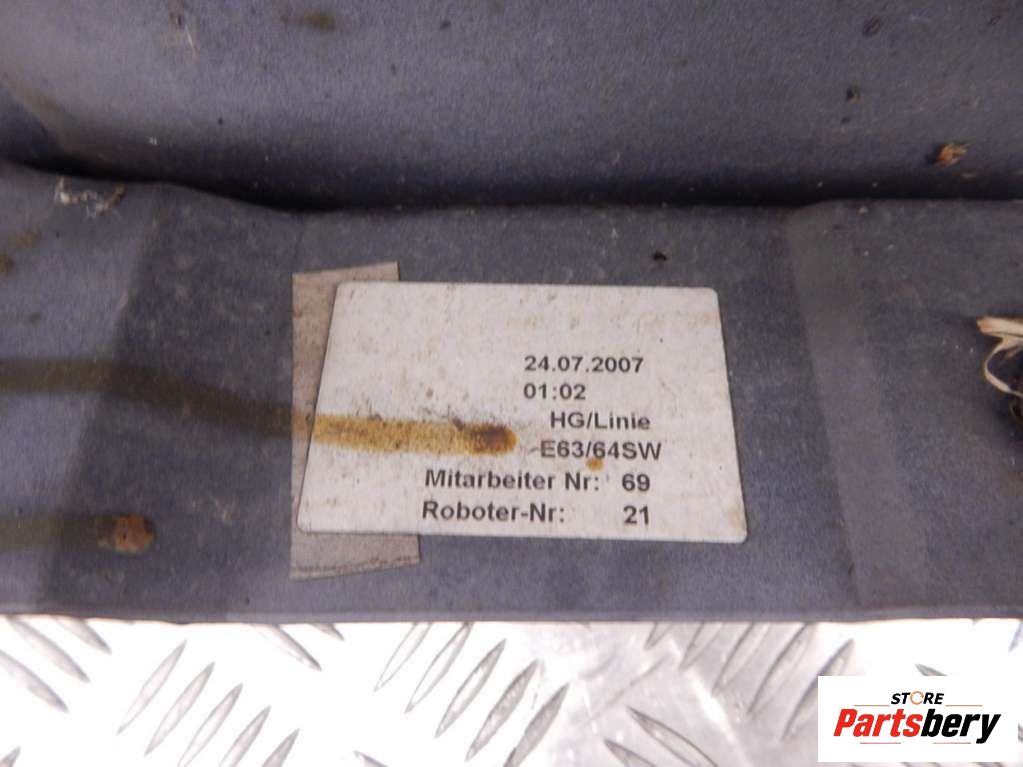 24.07.2007
01:02
HG/Linie
E63/64SW
Mitarbeiter Nr: 69
Roboter-Nr: 21
STORE
Partsbery